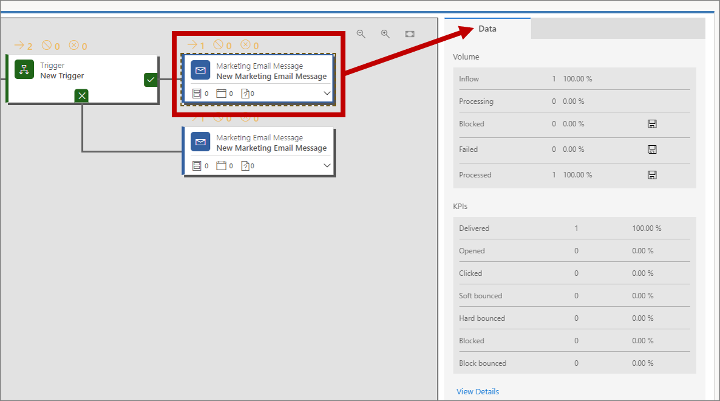 2 0 0
1 0 0
Data
Trigger
New Trigger
Marketing Email Message
New Marketing Email Message
0 0 0
1 0 0
Marketing Email Message
New Marketing Email Message
0 0 0
Volume
Inflow 1 100.00 %
Processing 0 0.00 %
Blocked 0 0.00 %
Failed 0 0.00 %
Processed 1 100.00 %
KPIs
Delivered 1 100.00 %
Opened 0 0.00 %
Clicked 0 0.00 %
Soft bounced 0 0.00 %
Hard bounced 0 0.00 %
Blocked 0 0.00 %
Block bounced 0 0.00 %
View Details